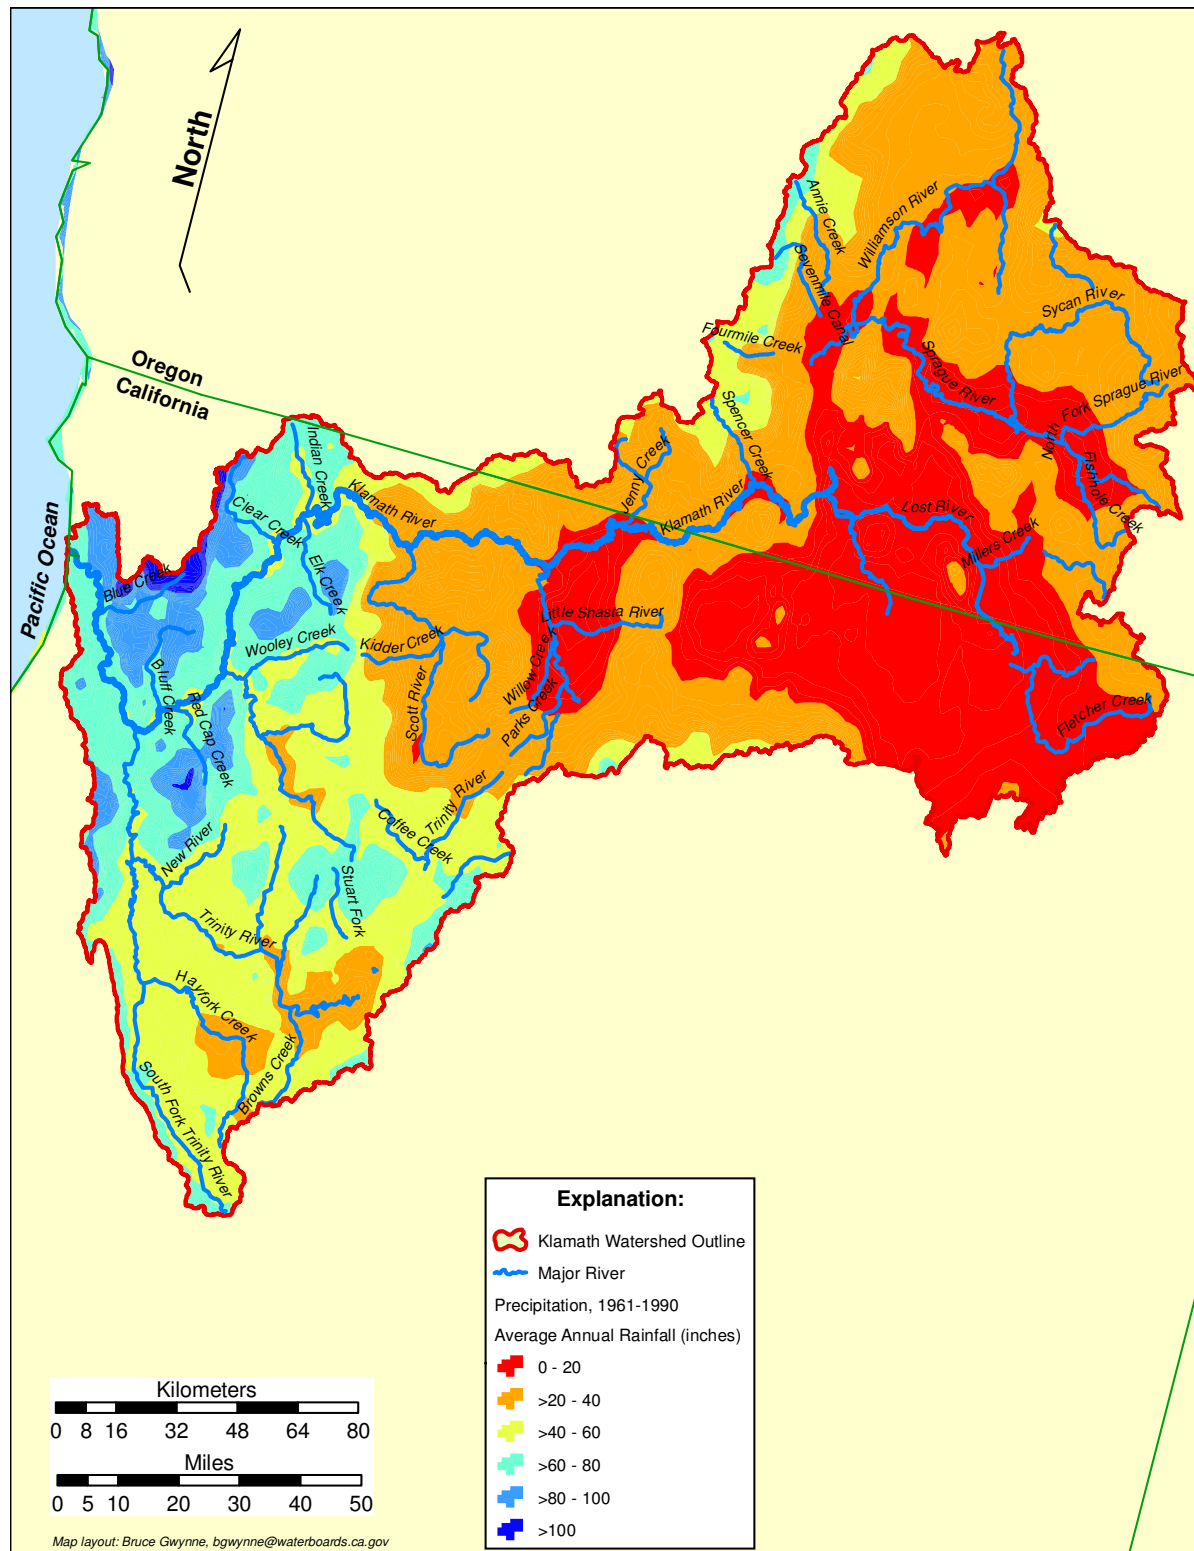 North
Oregon
California
Pacific Ocean
Annie Creek
Williamson River
Sevenmile Canal
Fourmile Creek
Sycan River
Sprague River
North Fork Sprague River
Fishhole Creek
Spencer Creek
Jenny Creek
Klamath River
Lost River
Millers Creek
Fletcher Creek
Indian Creek
Klamath River
Clear Creek
Elk Creek
Blue Creek
Wooley Creek
Kidder Creek
Little Shasta River
Willow Creek
Parks Creek
Scott River
Bluff Creek
Red Cap Creek
Trinity River
Coffee Creek
New River
Stuart Fork
Trinity River
Hayfork Creek
Browns Creek
South Fork Trinity River
Explanation:
Klamath Watershed Outline
Major River
Precipitation, 1961-1990
Average Annual Rainfall (inches)
0 - 20
>20 - 40
>40 - 60
>60 - 80
>80 - 100
>100
Kilometers
0 8 16 32 48 64 80
Miles
0 5 10 20 30 40 50
Map layout: Bruce Gwynne, bgwynne@waterboards.ca.gov